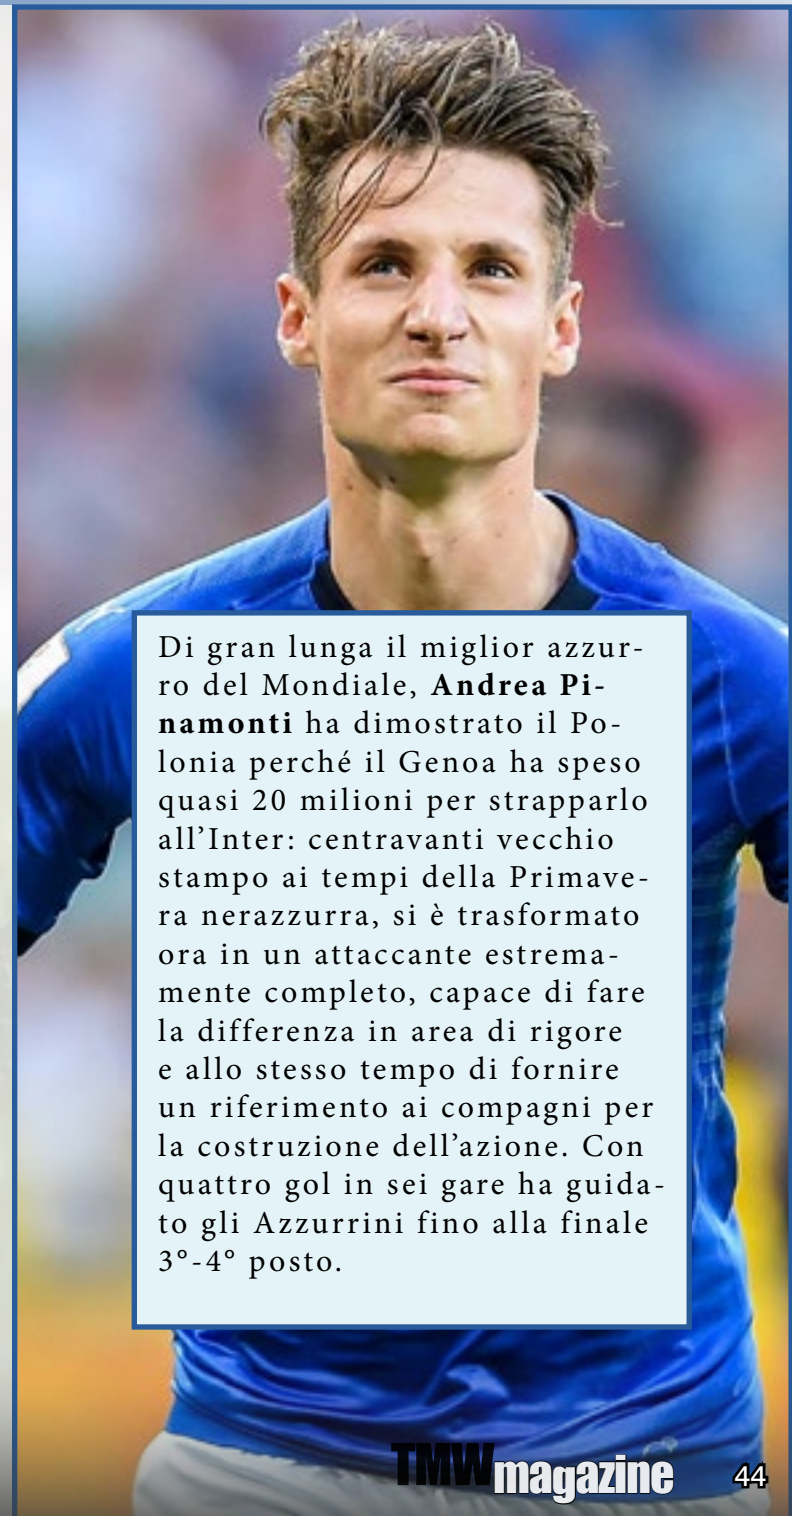 Di gran lunga il miglior azzur-
ro del Mondiale, Andrea Pi-
namonti ha dimostrato il Po-
lonia perché il Genoa ha speso
quasi 20 milioni per strapparlo
all’Inter: centravanti vecchio
stampo ai tempi della Primave-
ra nerazzurra, si è trasformato
ora in un attaccante estrema-
mente completo, capace di fare
la differenza in area di rigore
e allo stesso tempo di fornire
un riferimento ai compagni per
la costruzione dell’azione. Con
quattro gol in sei gare ha guida-
to gli Azzurrini fino alla finale
3°-4° posto.
TMWmagazine 44